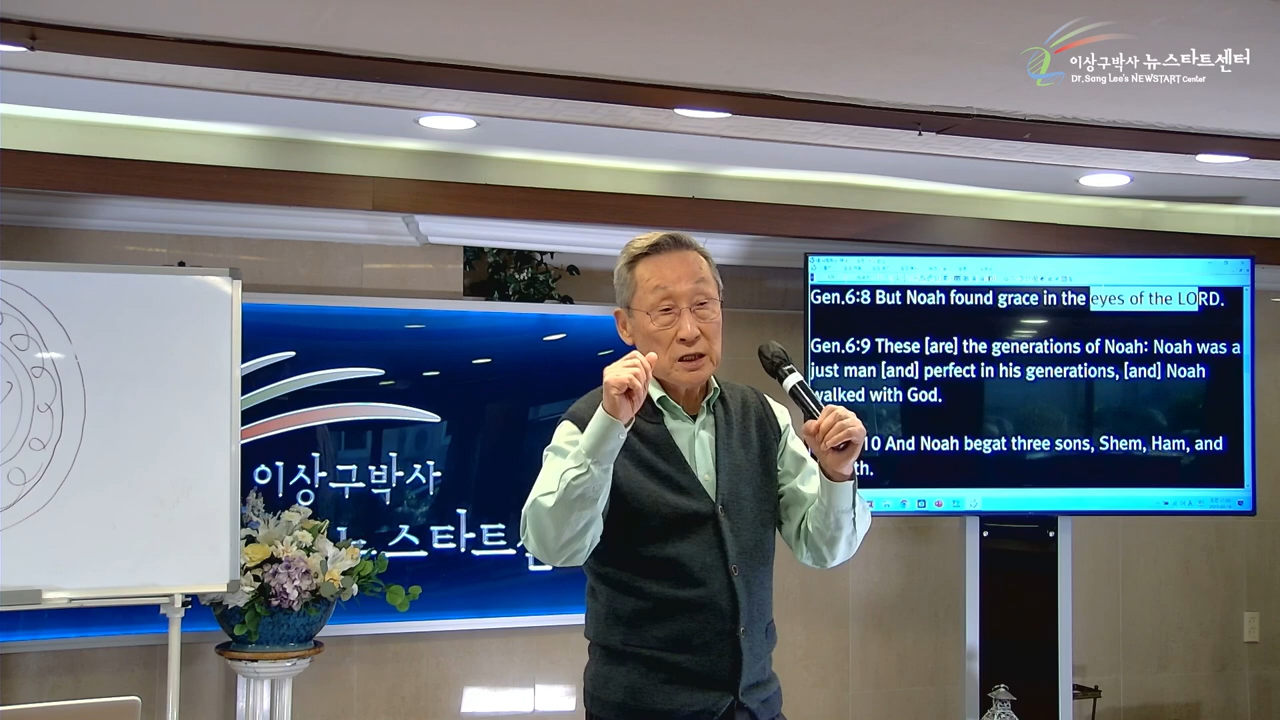 이상구박사 뉴스타트센터
Dr.Sang Lee's NEWSTART Center
Gen.6:8 But Noah found grace in the eyes of the LORD.
Gen.6:9 These [are] the generations of Noah: Noah was a
just man [and] perfect in his generations, [and] Noah
walked with God.
10 And Noah begat three sons, Shem, Ham, and
th.
이상구박사
스타트